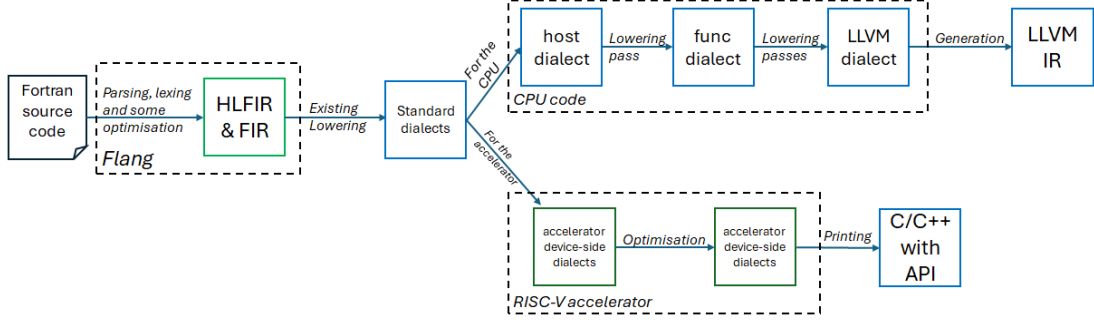 Fortran
source
code
Parsing, lexing
and some
optimisation
Flang
HLFIR
& FIR
Existing
Lowering
Standard
dialects
For the
CPU
host
dialect
Lowering
pass
func
dialect
Lowering
passes
LLVM
dialect
CPU code
Generation
LLVM
IR
For the
accelerator
accelerator
device-side
dialects
Optimisation
accelerator
device-side
dialects
RISC-V accelerator
Printing
C/C++
with
API